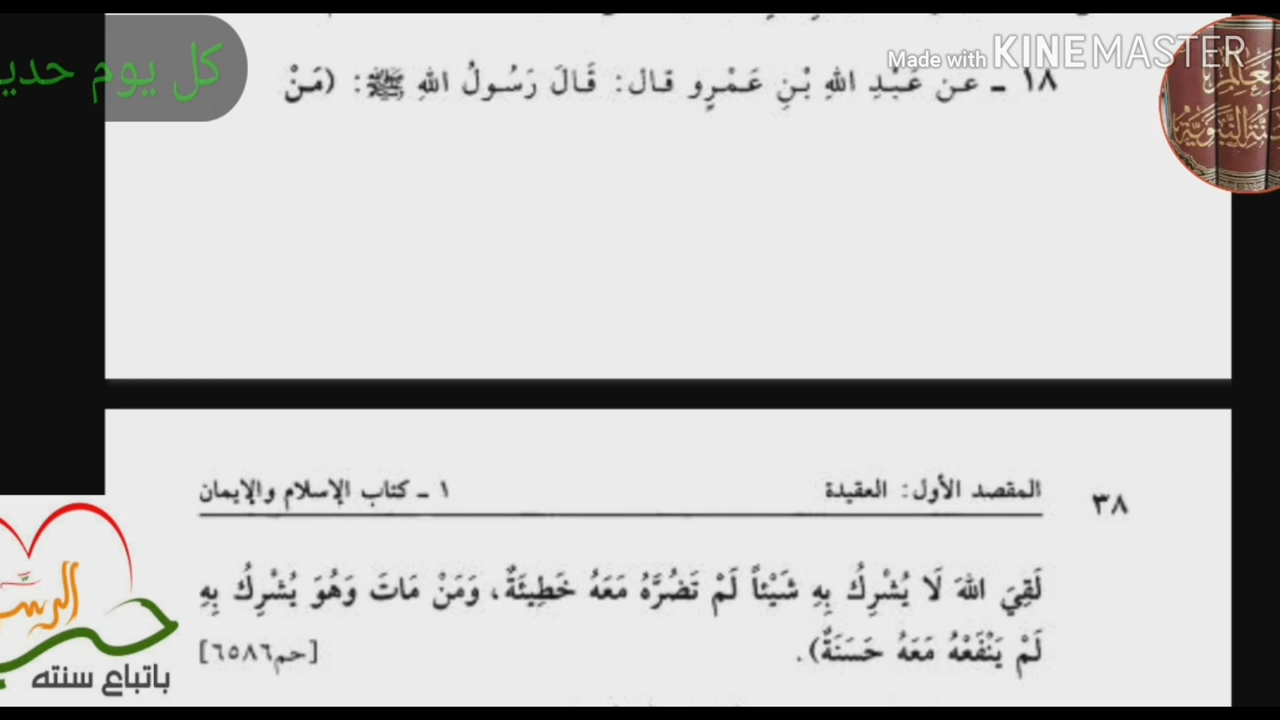 Made with KINEMASTER
كل يوم
١٨ ـ عن عَبْدِ اللهِ بْنِ عَمْرٍو قال: قَالَ رَسُولُ اللهِ ﷺ: (مَنْ
٣٨ المقصد الأول: العقيدة ١ ـ كتاب الإسلام والإيمان
لَقِيَ اللهَ لَا يُشْرِكُ بِهِ شَيْئاً لَمْ تَضُرَّهُ مَعَهُ خَطِيئَةٌ، وَمَنْ مَاتَ وَهُوَ يُشْرِكُ بِهِ
لَمْ يَنْفَعْهُ مَعَهُ حَسَنَةٌ). [حم٦٥٨٦]
باتباع سنته